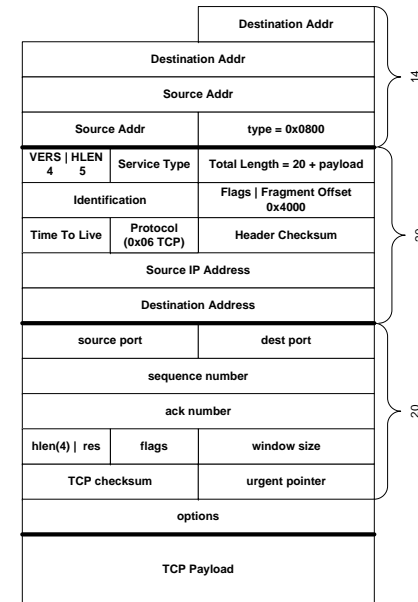 Destination Addr
Destination Addr
Source Addr
Source Addr type = 0x0800
14
VERS | HLEN
4 5
Service Type
Total Length = 20 + payload
Identification
Flags | Fragment Offset
0x4000
Time To Live
Protocol
(0x06 TCP)
Header Checksum
Source IP Address
Destination Address
20
source port dest port
sequence number
ack number
hlen(4) | res flags window size
TCP checksum urgent pointer
20
options
TCP Payload